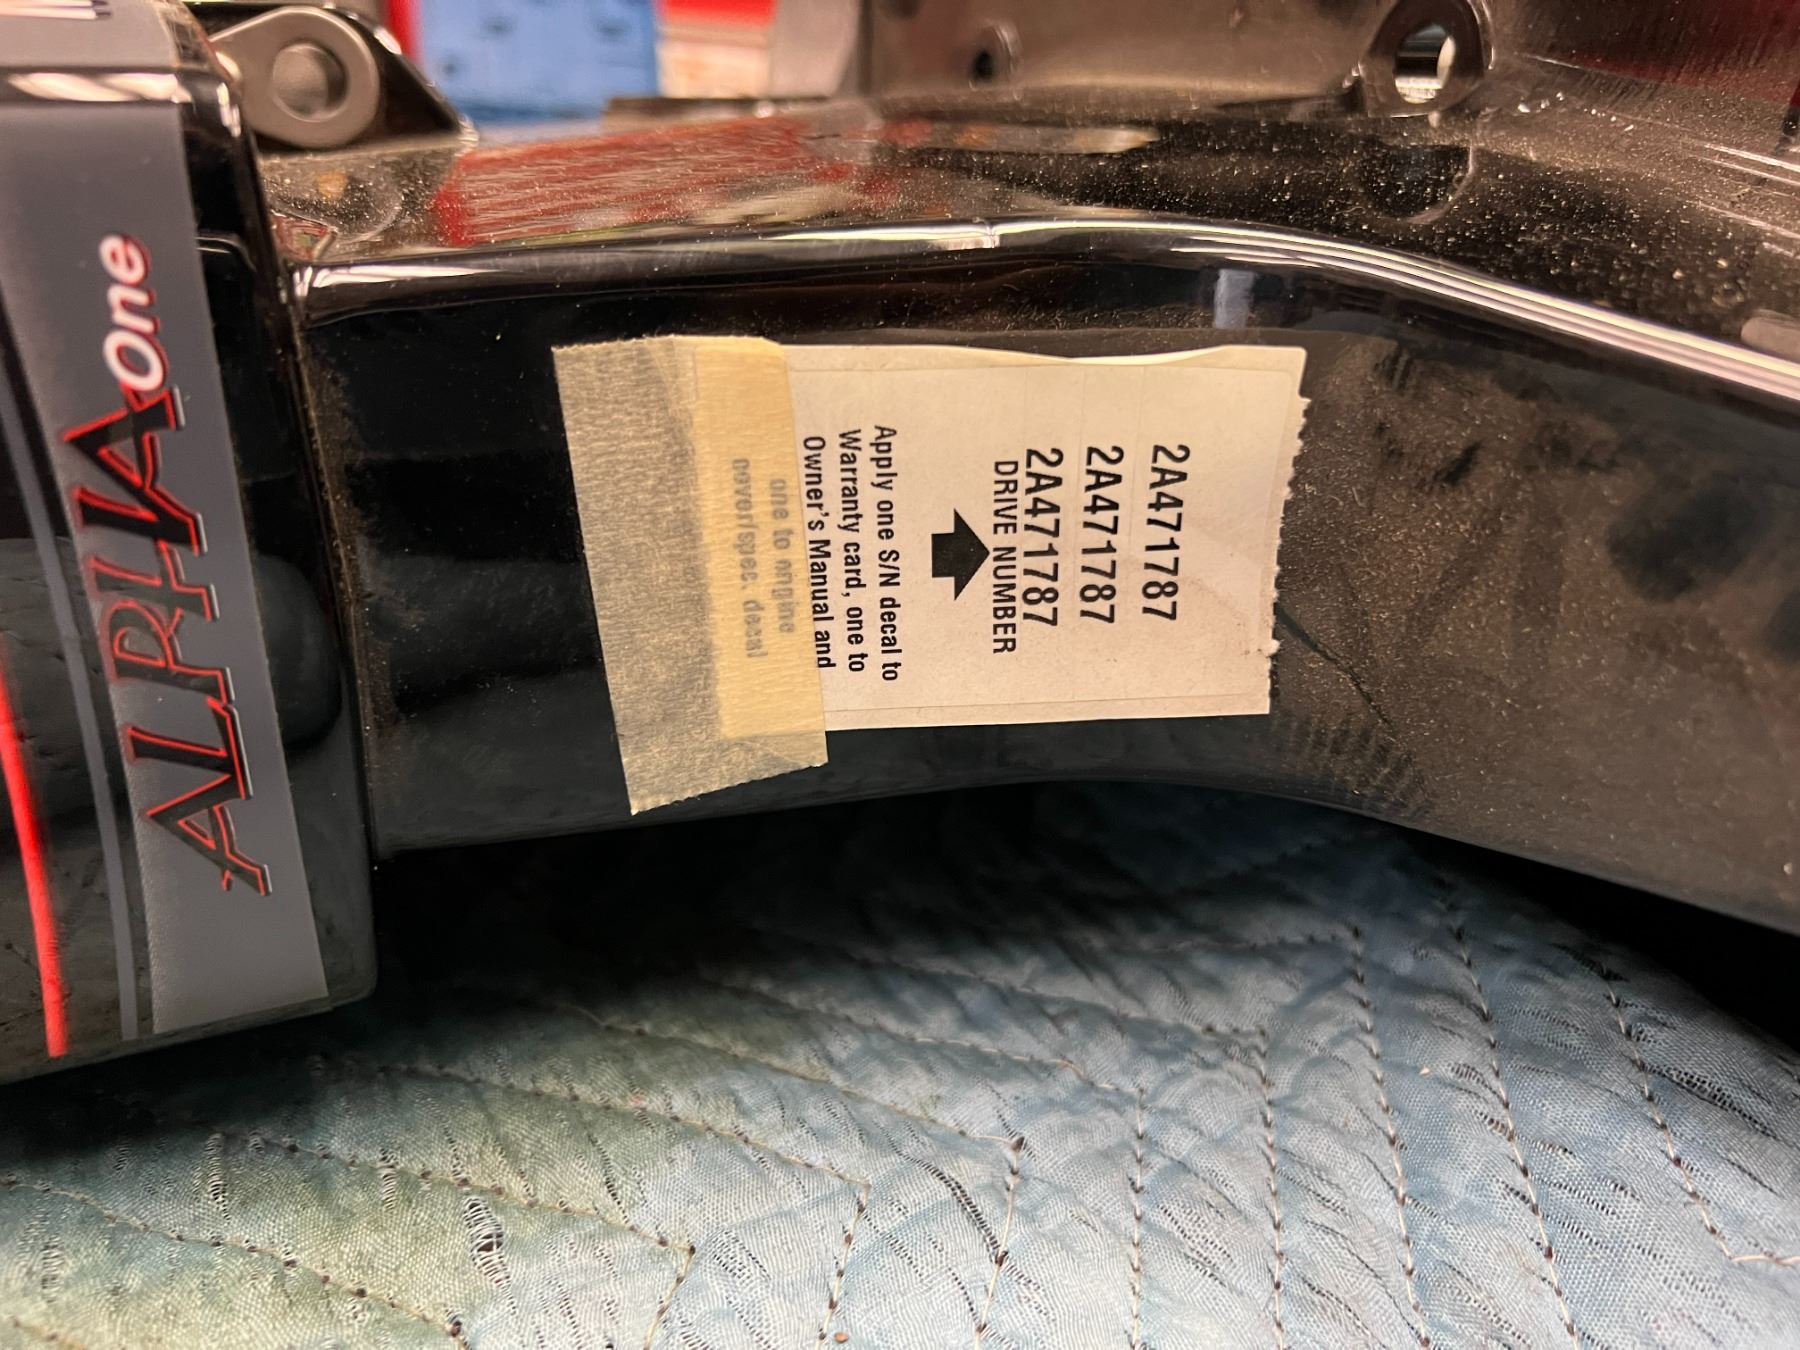 ALPHA One
2A471787
2A471787
2A471787
DRIVE NUMBER
Apply one S/N decal to
Warranty card, one to
Owner's Manual and
one to engine
cover/spec decal